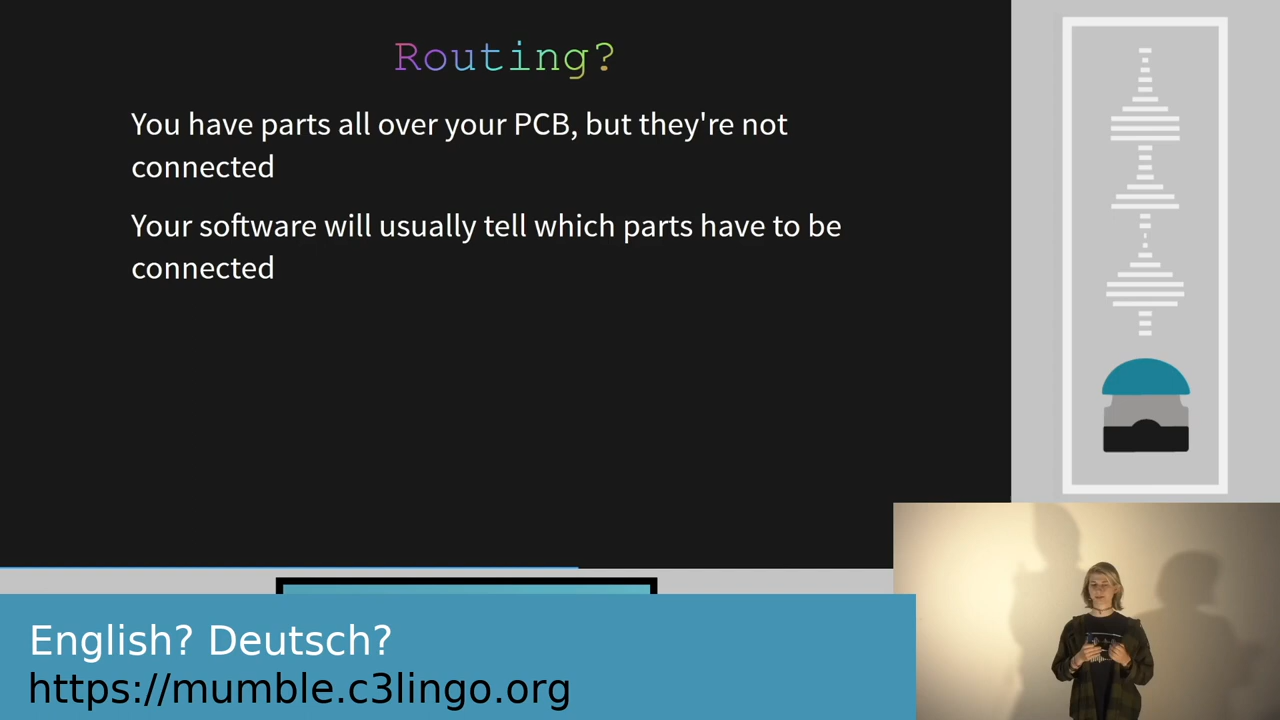 Routing?
You have parts all over your PCB, but they're not
connected
Your software will usually tell which parts have to be
connected
English? Deutsch?
https://mumble.c3lingo.org